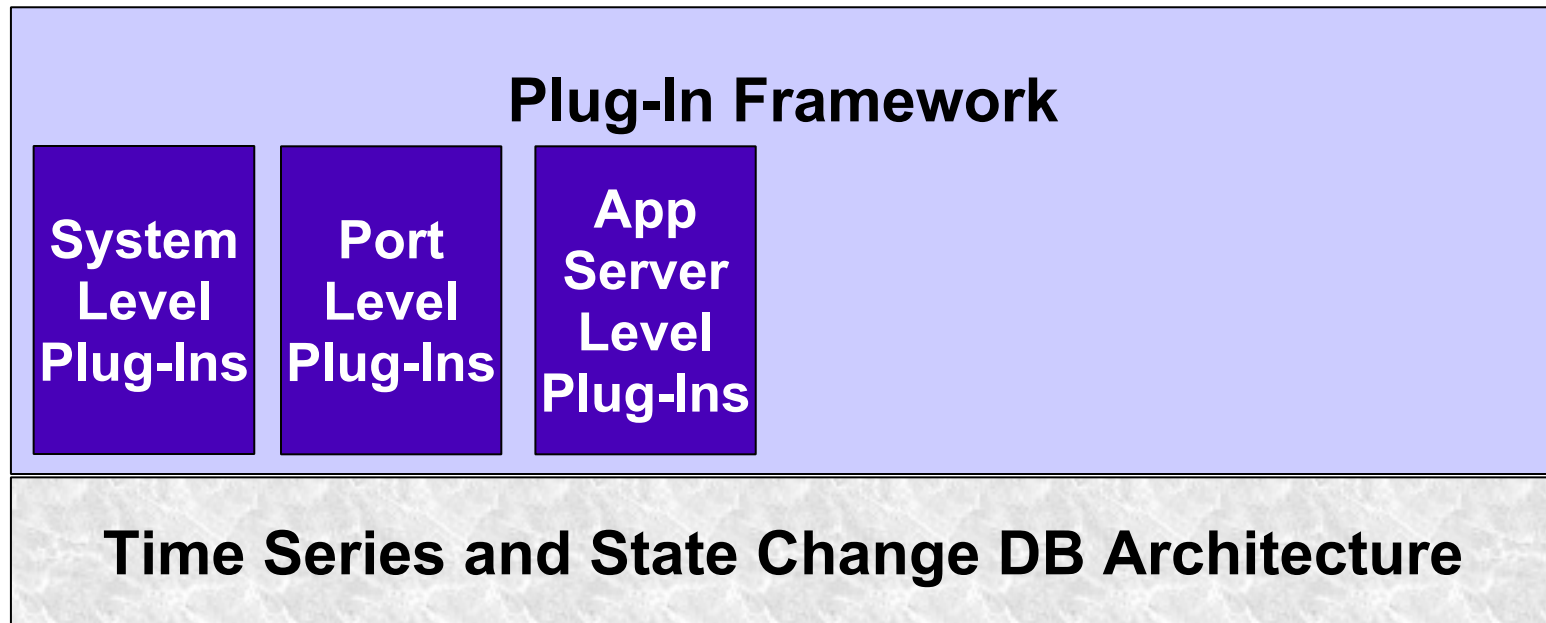 Plug-In Framework
System
Level
Plug-Ins
Port
Level
Plug-Ins
App
Server
Level
Plug-Ins
Time Series and State Change DB Architecture